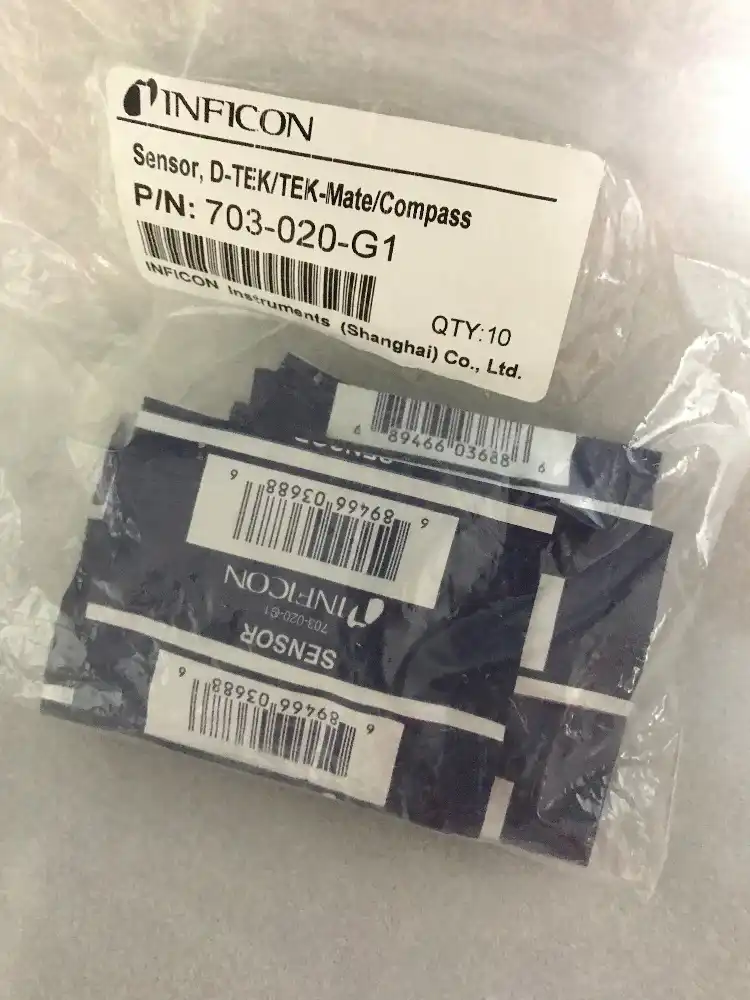 INFICON
Sensor, D-TEK/TEK-Mate/Compass
P/N: 703-020-G1
INFICON Instruments (Shanghai) Co., Ltd.
QTY:10
6 89466 03688 6
SENSOR
6 89466 03688 6
INFICON
703-020-G1
SENSOR
6 89466 03688 6